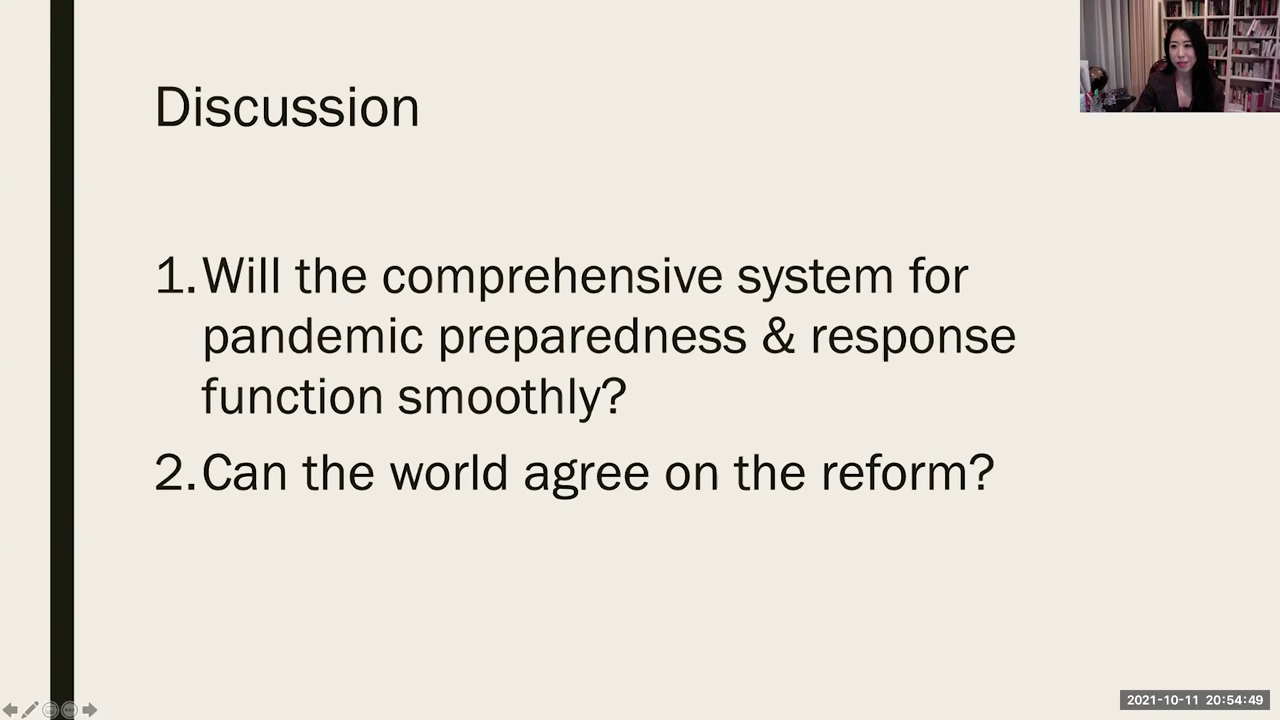 Discussion
1. Will the comprehensive system for
pandemic preparedness & response
function smoothly?
2. Can the world agree on the reform?
2021-10-11 20:54:49